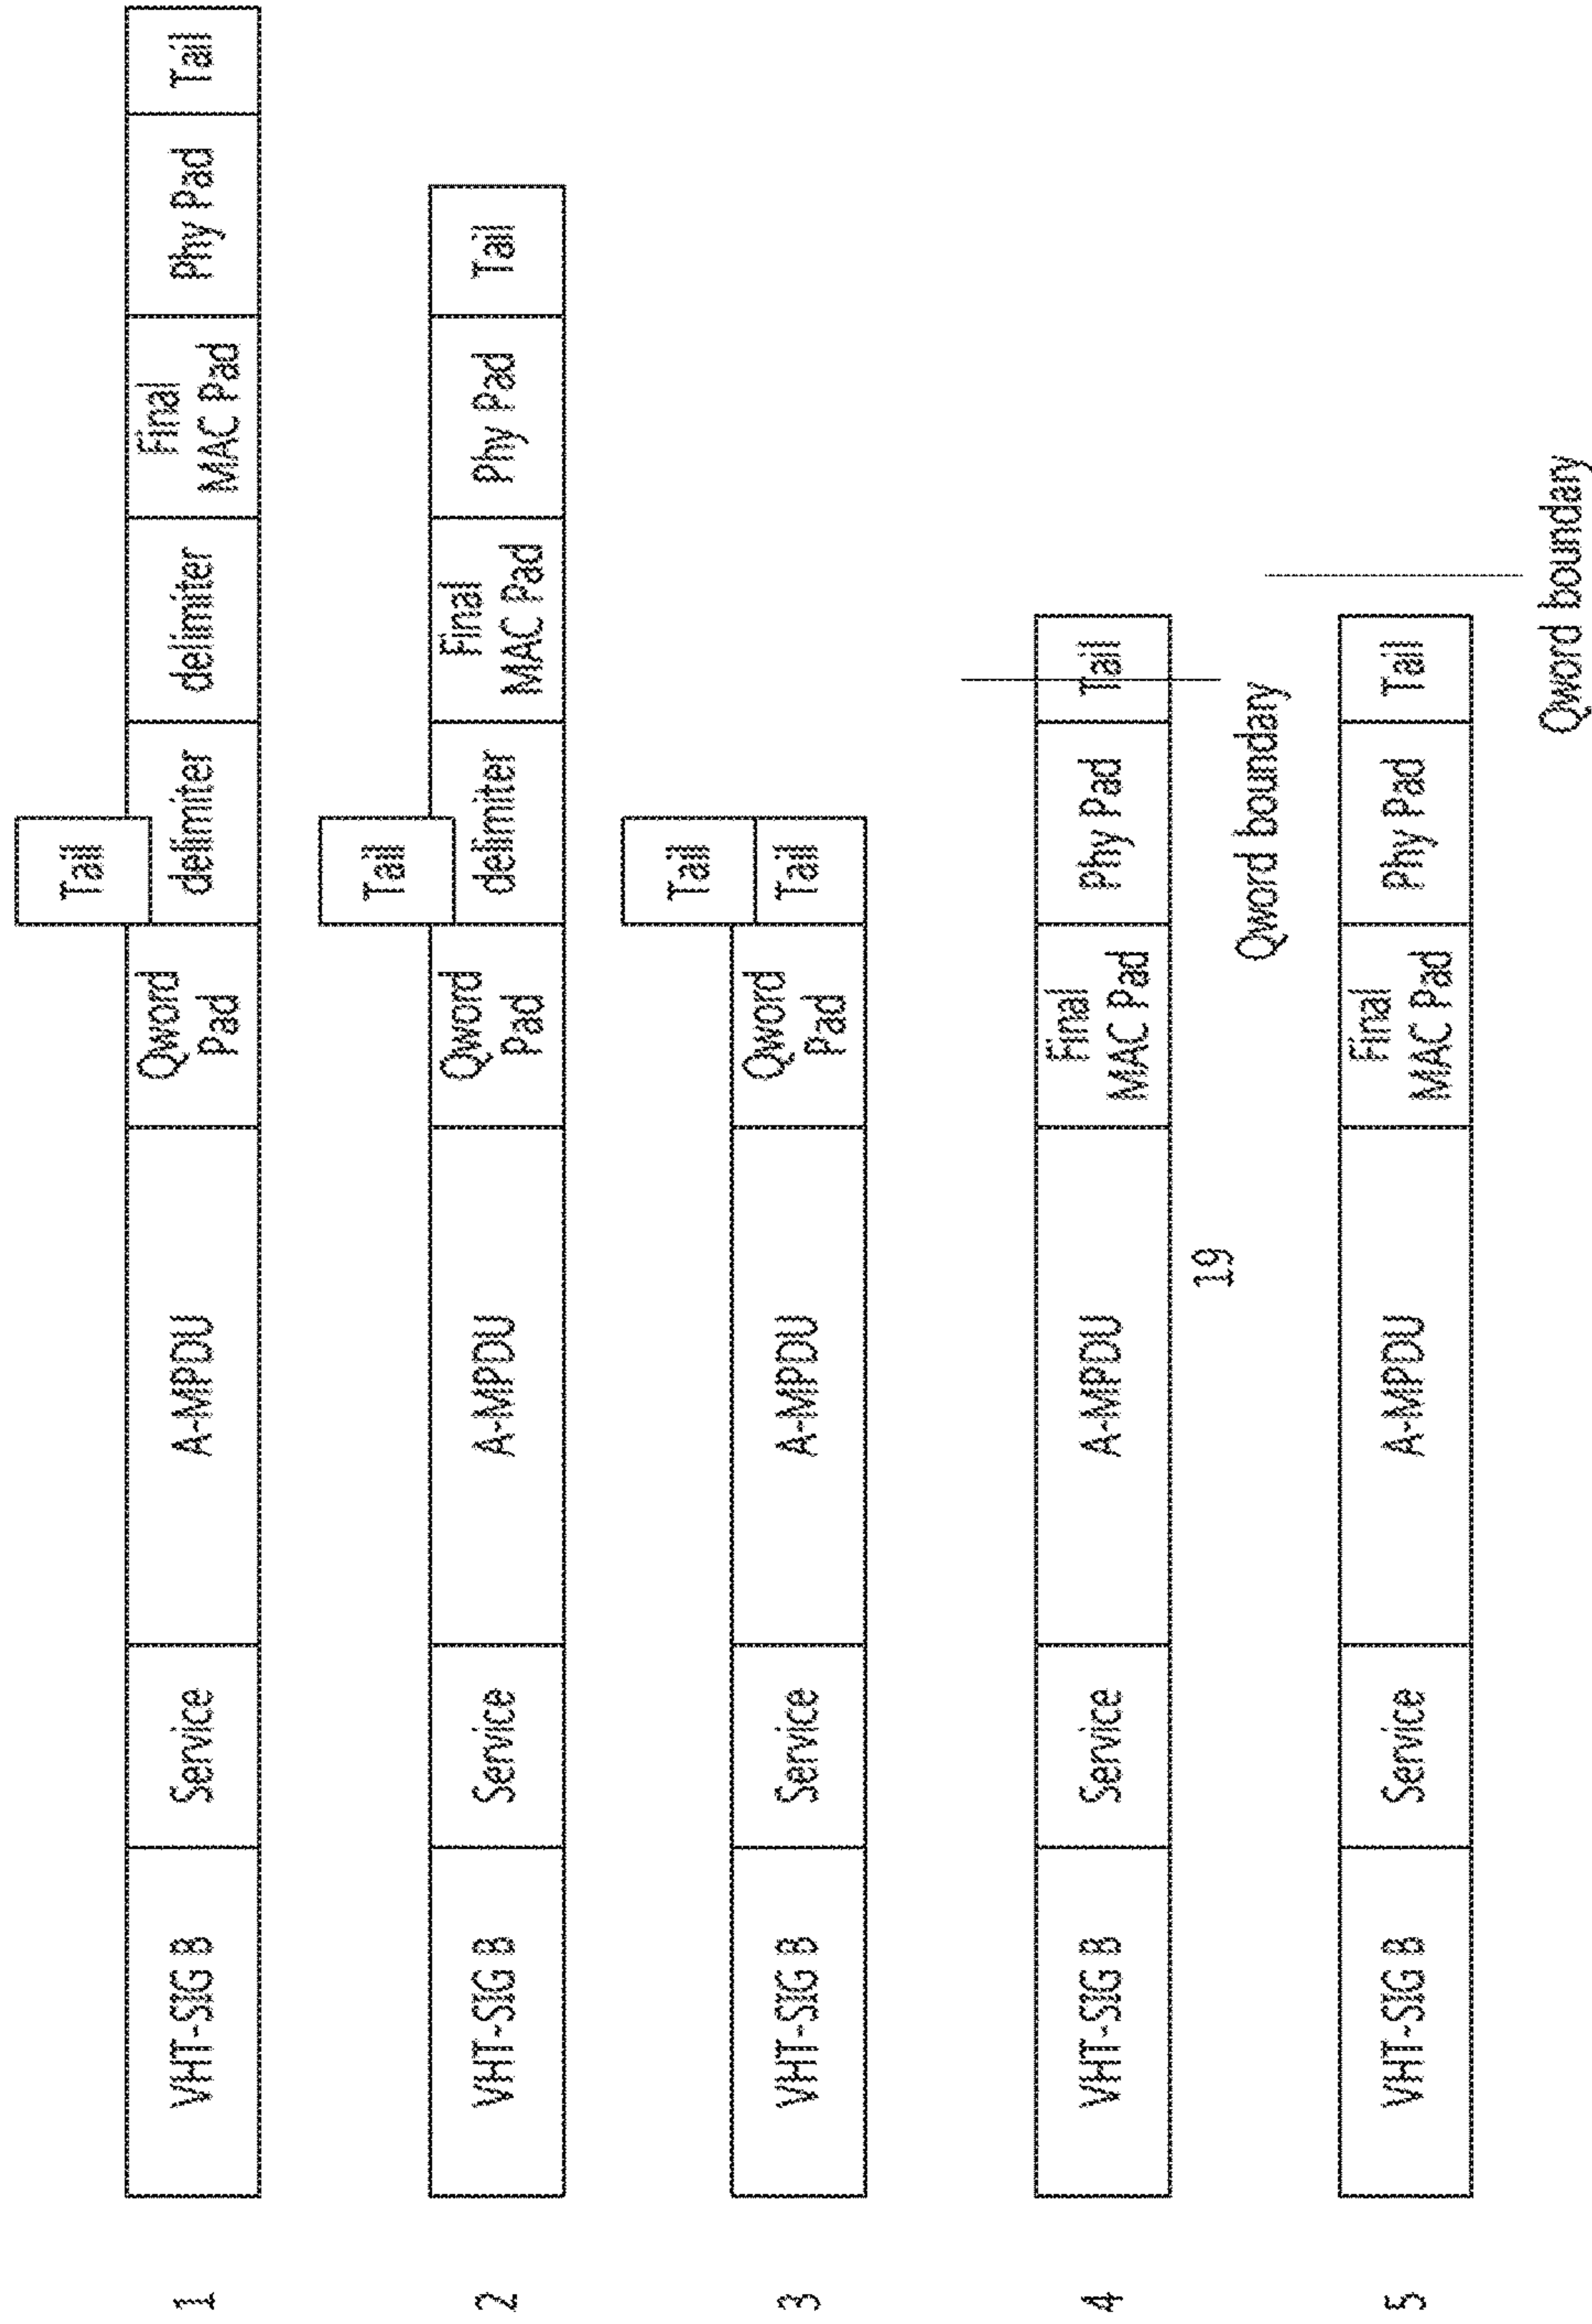 1
VHT-SIG B
Service
A-MPDU
Qword
Pad
Tail
delimiter
delimiter
Final
MAC Pad
Phy Pad
Tail
2
VHT-SIG B
Service
A-MPDU
Qword
Pad
Tail
delimiter
Final
MAC Pad
Phy Pad
Tail
3
VHT-SIG B
Service
A-MPDU
Qword
Pad
Tail
Tail
4
VHT-SIG B
Service
A-MPDU
Final
MAC Pad
Phy Pad
Tail
19
Qword boundary
5
VHT-SIG B
Service
A-MPDU
Final
MAC Pad
Phy Pad
Tail
Qword boundary